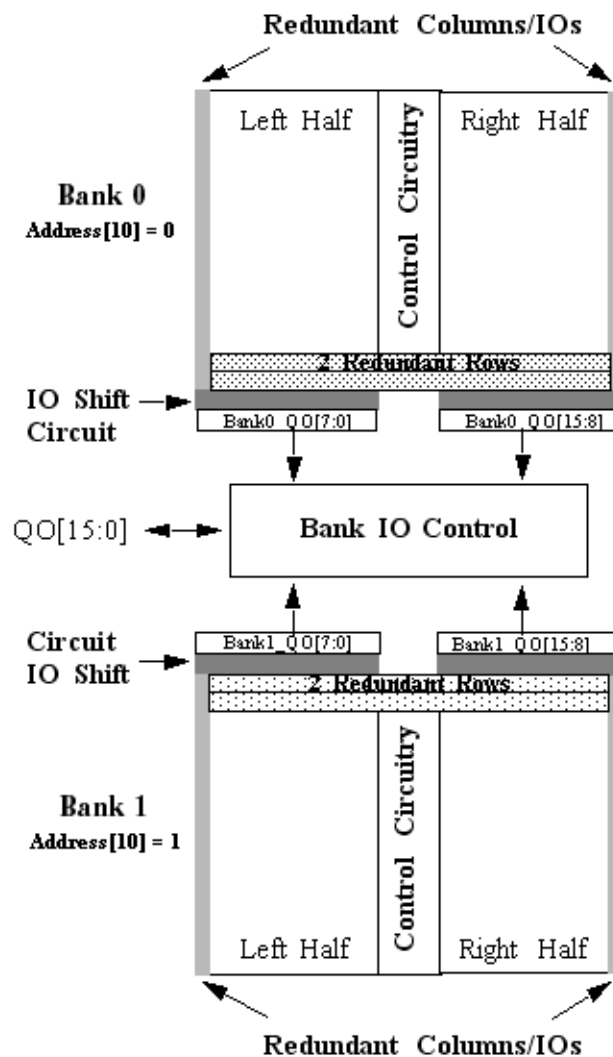 Redundant Columns/IOs
Left Half
Control Circuitry
Right Half
Bank 0
Address[10] = 0
2 Redundant Rows
IO Shift
Circuit
Bank0_QO[7:0]
Bank0_QO[15:8]
QO[15:0]
Bank IO Control
Circuit
IO Shift
Bank1_QO[7:0]
Bank1_QO[15:8]
2 Redundant Rows
Control Circuitry
Bank 1
Address[10] = 1
Left Half
Right Half
Redundant Columns/IOs